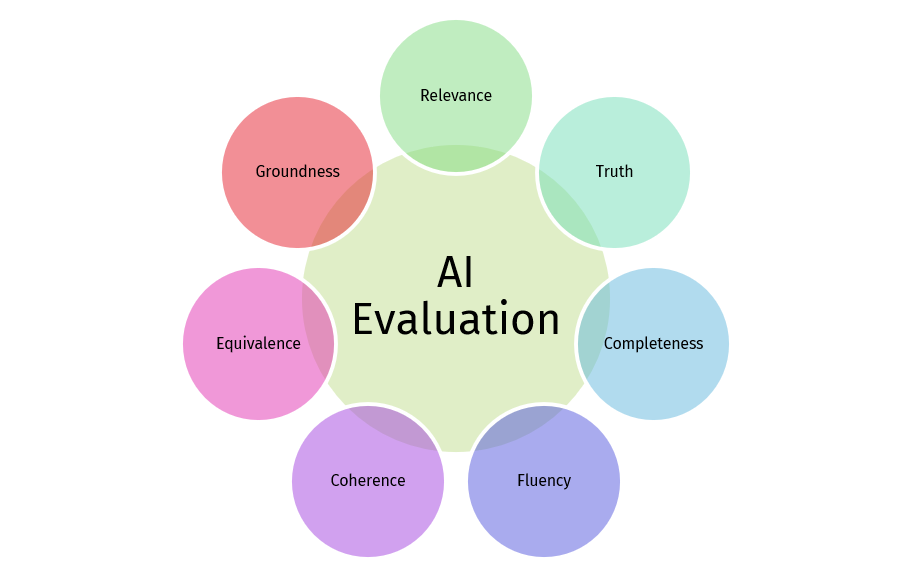 Relevance
Groundness
Truth
AI
Evaluation
Equivalence
Completeness
Coherence
Fluency